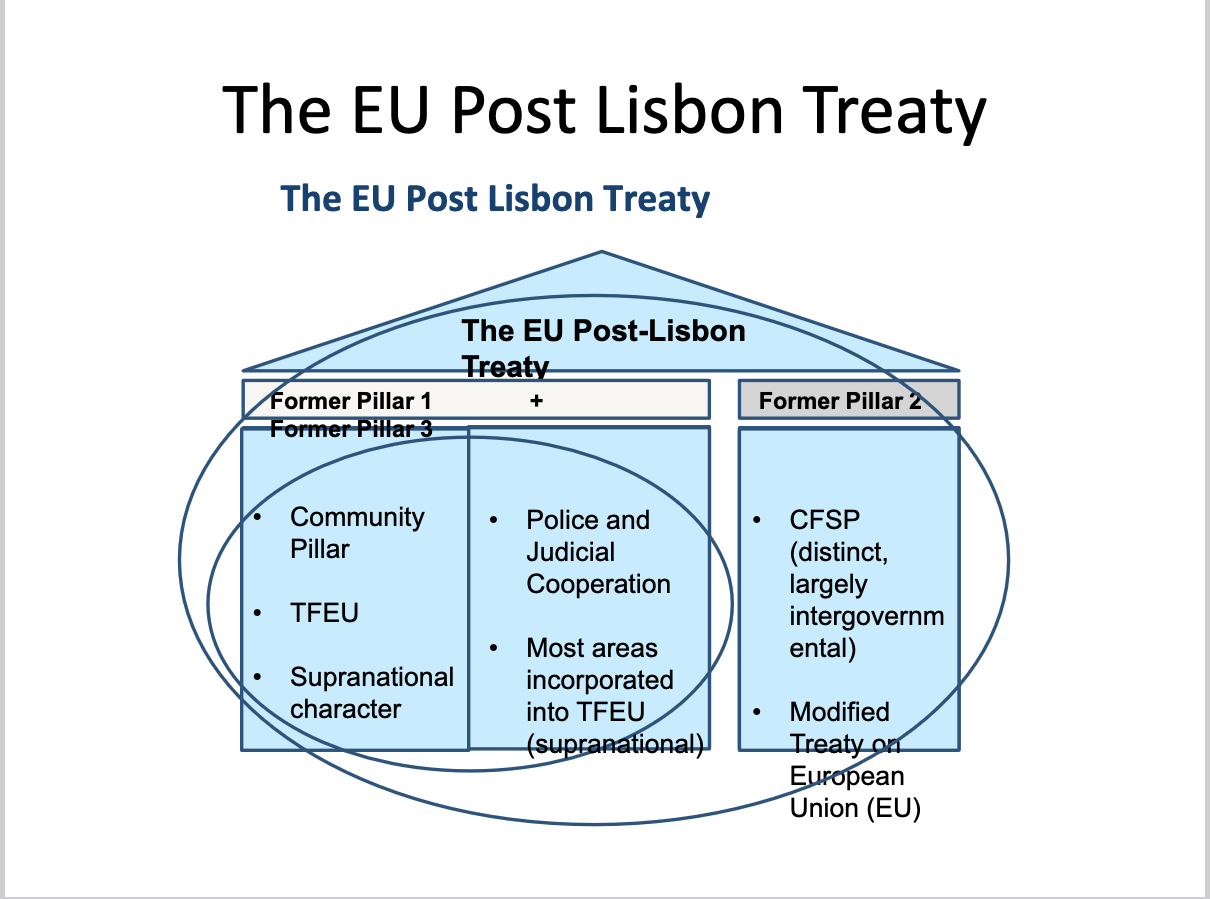 The EU Post Lisbon Treaty
The EU Post Lisbon Treaty
The EU Post-Lisbon
Treaty
Former Pillar 1 +
Former Pillar 3
Former Pillar 2
• Community
Pillar
• TFEU
• Supranational
character
• Police and
Judicial
Cooperation
• Most areas
incorporated
into TFEU
(supranational)
• CFSP
(distinct,
largely
intergovernm
ental)
• Modified
Treaty on
European
Union (EU)